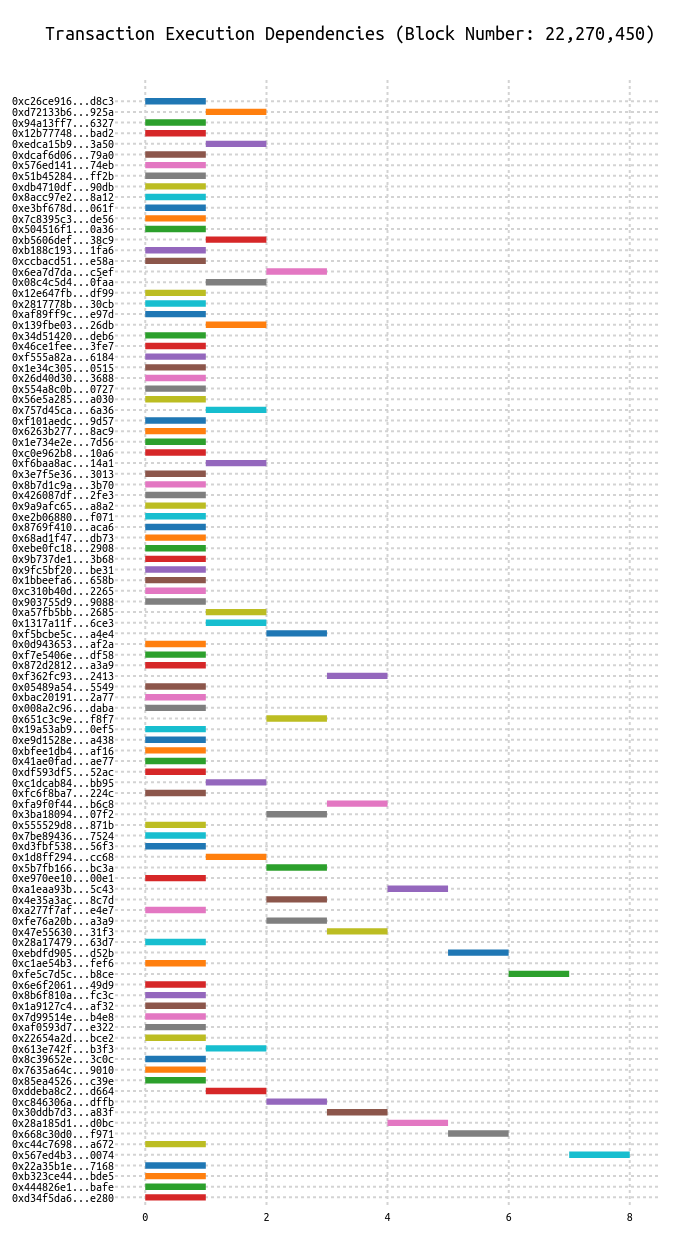 Transaction Execution Dependencies (Block Number: 22,270,450)
0xc26ce916...d8c3
0xd72133b6...925a
0x94a13ff7...6327
0x12b77748...bad2
0xedca15b9...3a50
0xdcaf6d06...79a0
0x576ed141...74eb
0x51b45284...ff2b
0xdb4710df...90db
0x8acc97e2...8a12
0xe3bf678d...061f
0x7c8395c3...de56
0x504516f1...0a36
0xb5606def...38c9
0xb188c193...1fa6
0xccbacd51...e58a
0x6ea7d7da...c5ef
0x08c4c5d4...0faa
0x12e647fb...df99
0x2817778b...30cb
0xaf89ff9c...e97d
0x139fbe03...26db
0x34d51420...deb6
0x46ce1fee...3fe7
0xf555a82a...6184
0x1e34c305...0515
0x26d40d30...3688
0x554a8c0b...0727
0x56e5a285...a030
0x757d45ca...6a36
0xf101aedc...9d57
0x6263b277...8ac9
0x1e734e2e...7d56
0xc0e962b8...10a6
0xf6baa8ac...14a1
0x3e7f5e36...3013
0x8b7d1c9a...3b70
0x426087df...2fe3
0x9a9afc65...a8a2
0xe2b06880...f071
0x8769f410...aca6
0x68ad1f47...db73
0xebe0fc18...2908
0x9b737de1...3b68
0x9fc5bf20...be31
0x1bbeefa6...658b
0xc310b40d...2265
0x903755d9...9088
0xa57fb5bb...2685
0x1317a11f...6ce3
0xf5bcbe5c...a4e4
0x0d943653...af2a
0xf7e5406e...df58
0x872d2812...a3a9
0xf362fc93...2413
0x05489a54...5549
0xbac20191...2a77
0x008a2c96...daba
0x651c3c9e...f8f7
0x19a53ab9...0ef5
0xe9d1528e...a438
0xbfee1db4...af16
0x41ae0fad...ae77
0xdf593df5...52ac
0xc1dcab84...bb95
0xfc6f8ba7...224c
0xfa9f0f44...b6c8
0x3ba18094...07f2
0x555529d8...871b
0x7be89436...7524
0xd3fbf538...56f3
0x1d8ff294...cc68
0x5b7fb166...bc3a
0xe970ee10...00e1
0xa1eaa93b...5c43
0x4e35a3ac...8c7d
0xa277f7af...e4e7
0xfe76a20b...a3a9
0x47e55630...31f3
0x28a17479...63d7
0xebdfd905...d52b
0xc1ae54b3...fef6
0xfe5c7d5c...b8ce
0x6e6f2061...49d9
0x8b6f810a...fc3c
0x1a9127c4...af32
0x7d99514e...b4e8
0xaf0593d7...e322
0x22654a2d...bce2
0x613e742f...b3f3
0x8c39652e...3c0c
0x7635a64c...9010
0x85ea4526...c39e
0xddeba8c2...d664
0xc846306a...dffb
0x30ddb7d3...a83f
0x28a185d1...d0bc
0x668c30d0...f971
0xc44c7698...a672
0x567ed4b3...0074
0x22a35b1e...7168
0xb323ce44...bde5
0x444826e1...bafe
0xd34f5da6...e280
0 2 4 6 8